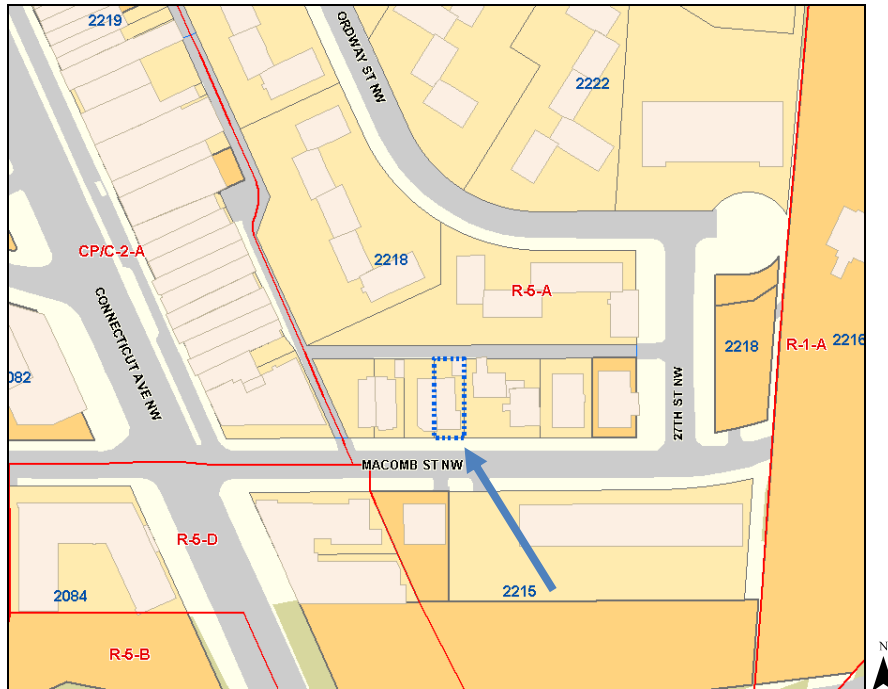 2219
ORDWAY ST NW
2222
CP/C-2-A
2218
R-5-A
CONNECTICUT AVE NW
082
2218
R-1-A
2216
27TH ST NW
MACOMB ST NW
R-5-D
2084
2215
R-5-B
N